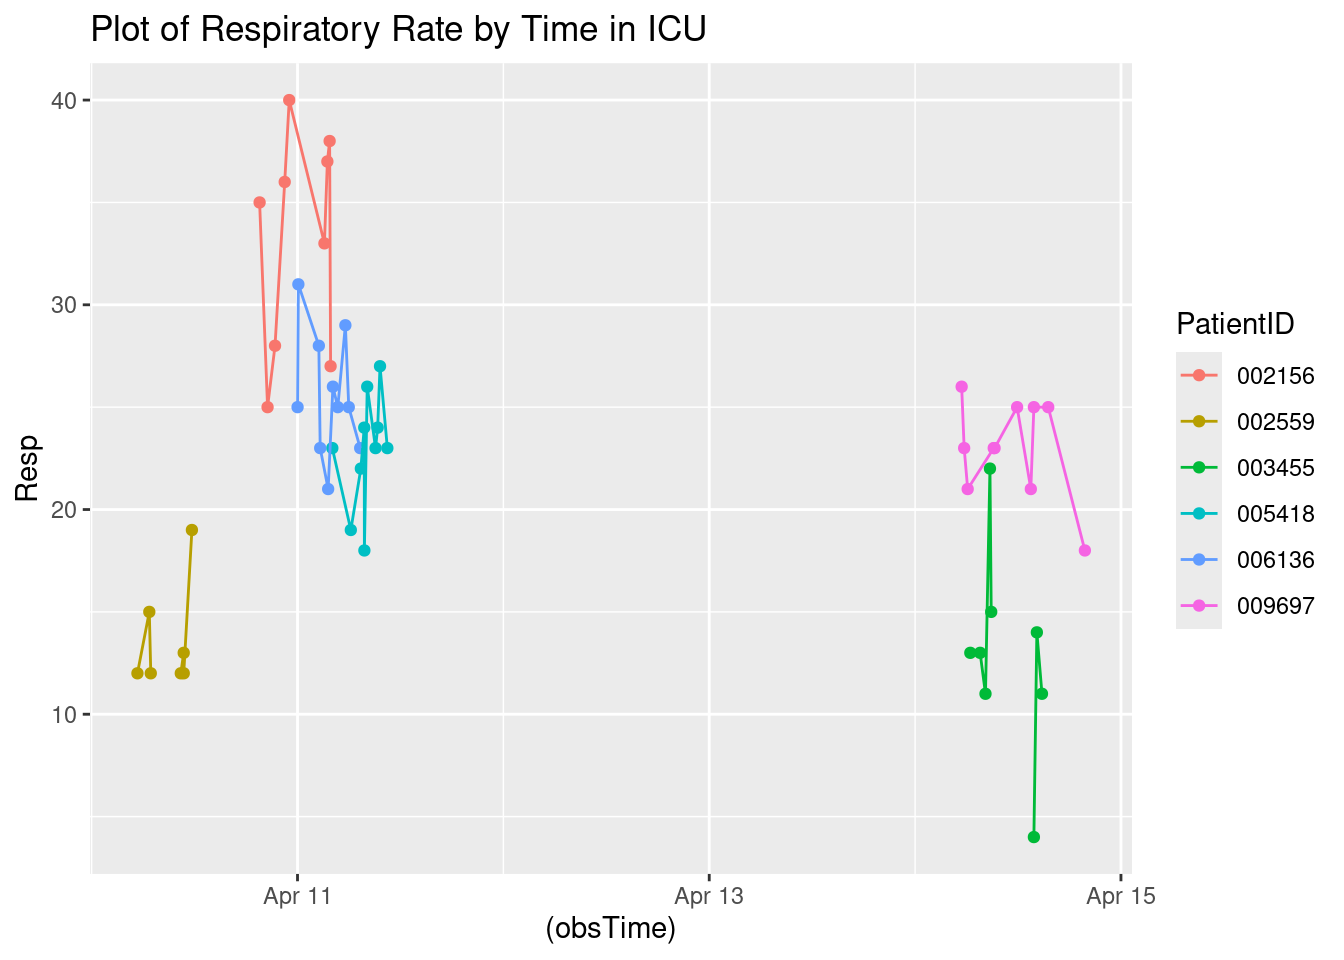 Plot of Respiratory Rate by Time in ICU
40
30
20
10
Resp
Apr 11
Apr 13
Apr 15
(obsTime)
PatientID
002156
002559
003455
005418
006136
009697